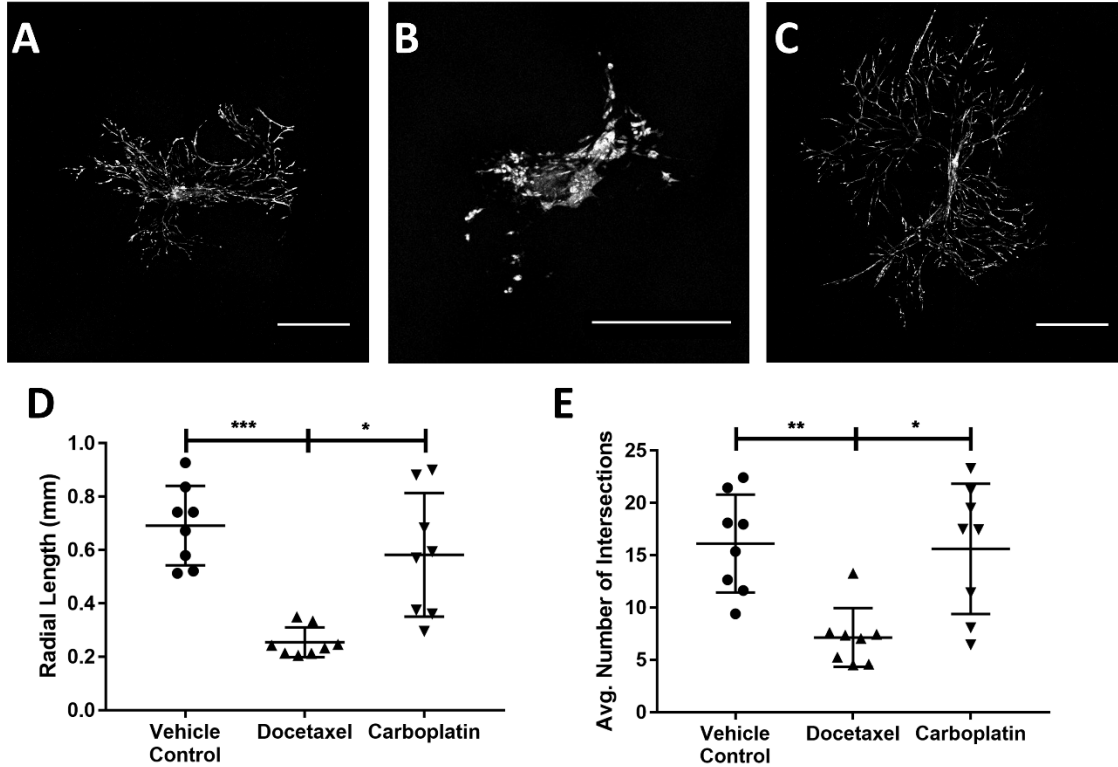 A
B
C
D
E
***
*
Radial Length (mm)
1.0
0.8
0.6
0.4
0.2
0.0
Vehicle
Control
Docetaxel
Carboplatin
**
*
Avg. Number of Intersections
25
20
15
10
5
0
Vehicle
Control
Docetaxel
Carboplatin